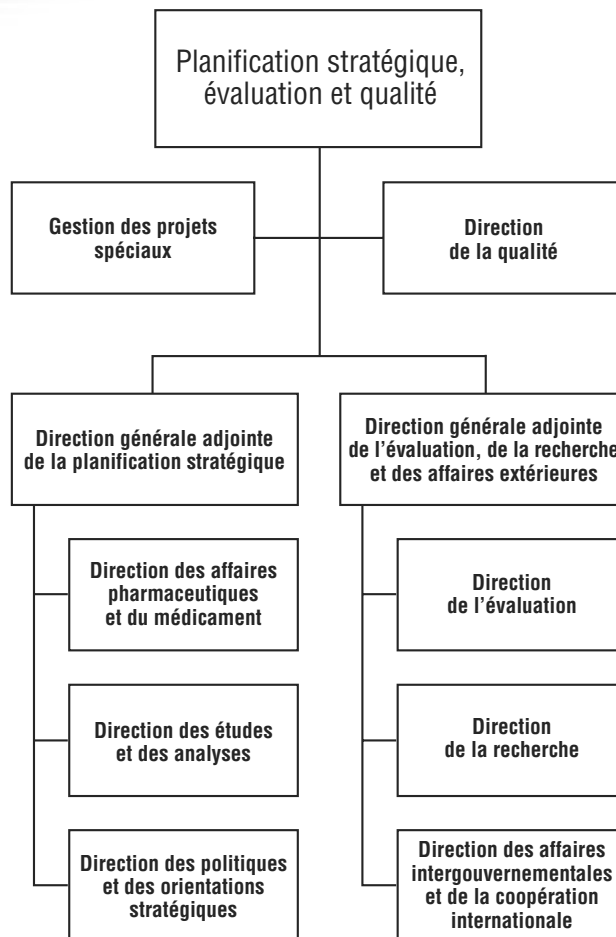 Planification stratégique,
évaluation et qualité
Gestion des projets
spéciaux
Direction
de la qualité
Direction générale adjointe
de la planification stratégique
Direction générale adjointe
de l’évaluation, de la recherche
et des affaires extérieures
Direction des affaires
pharmaceutiques
et du médicament
Direction
de l’évaluation
Direction des études
et des analyses
Direction
de la recherche
Direction des politiques
et des orientations
stratégiques
Direction des affaires
intergouvernementales
et de la coopération
internationale